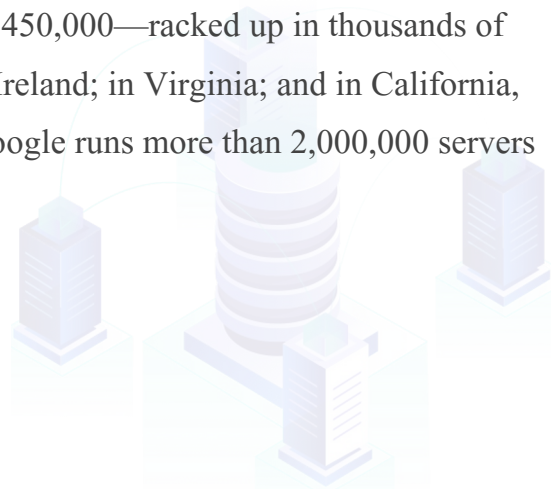 450,000—racked up in thousands of
Ireland; in Virginia; and in California,
oogle runs more than 2,000,000 servers